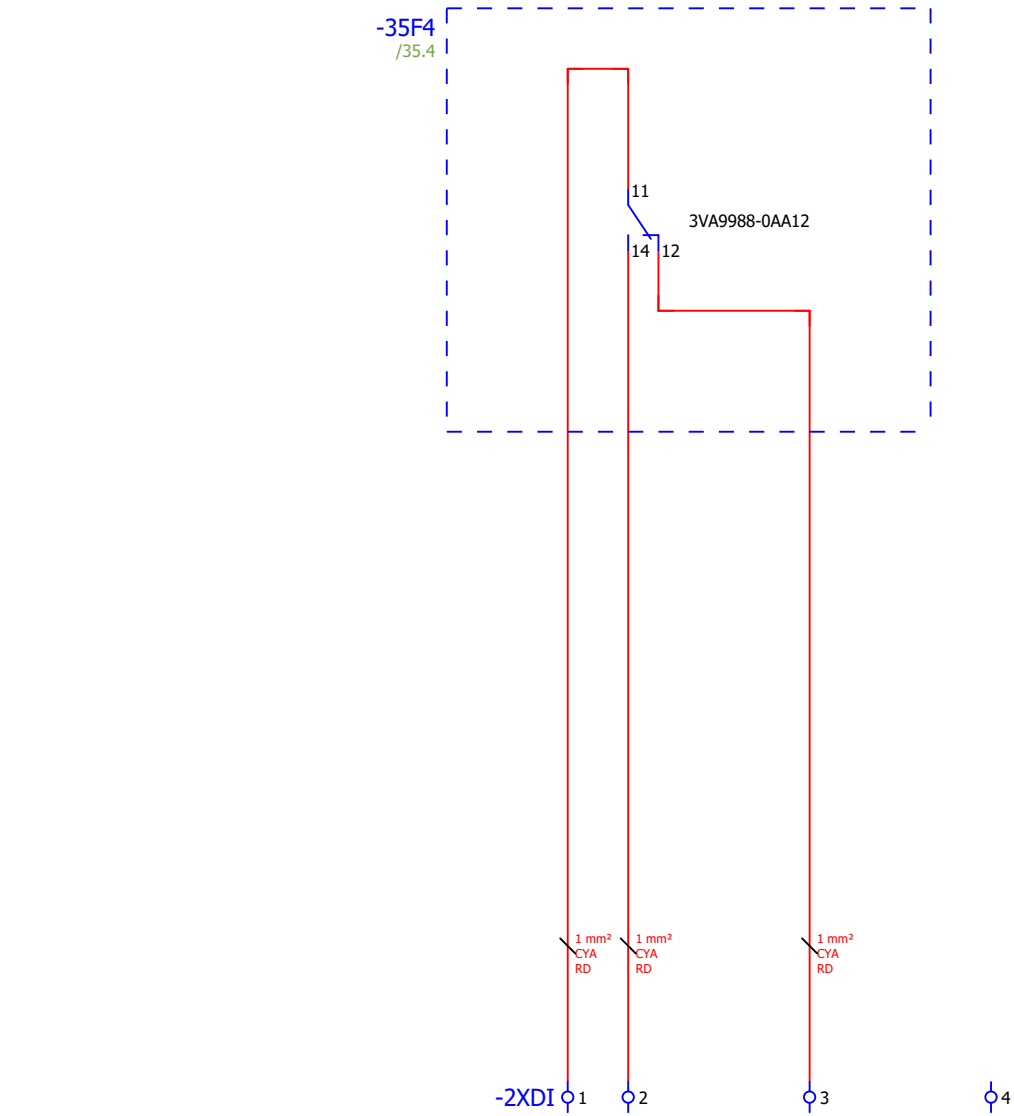 -35F4
/35.4
11
3VA9988-0AA12
14 12
1 mm²
CYA
RD
1 mm²
CYA
RD
1 mm²
CYA
RD
-2XDI 1 2 3 4